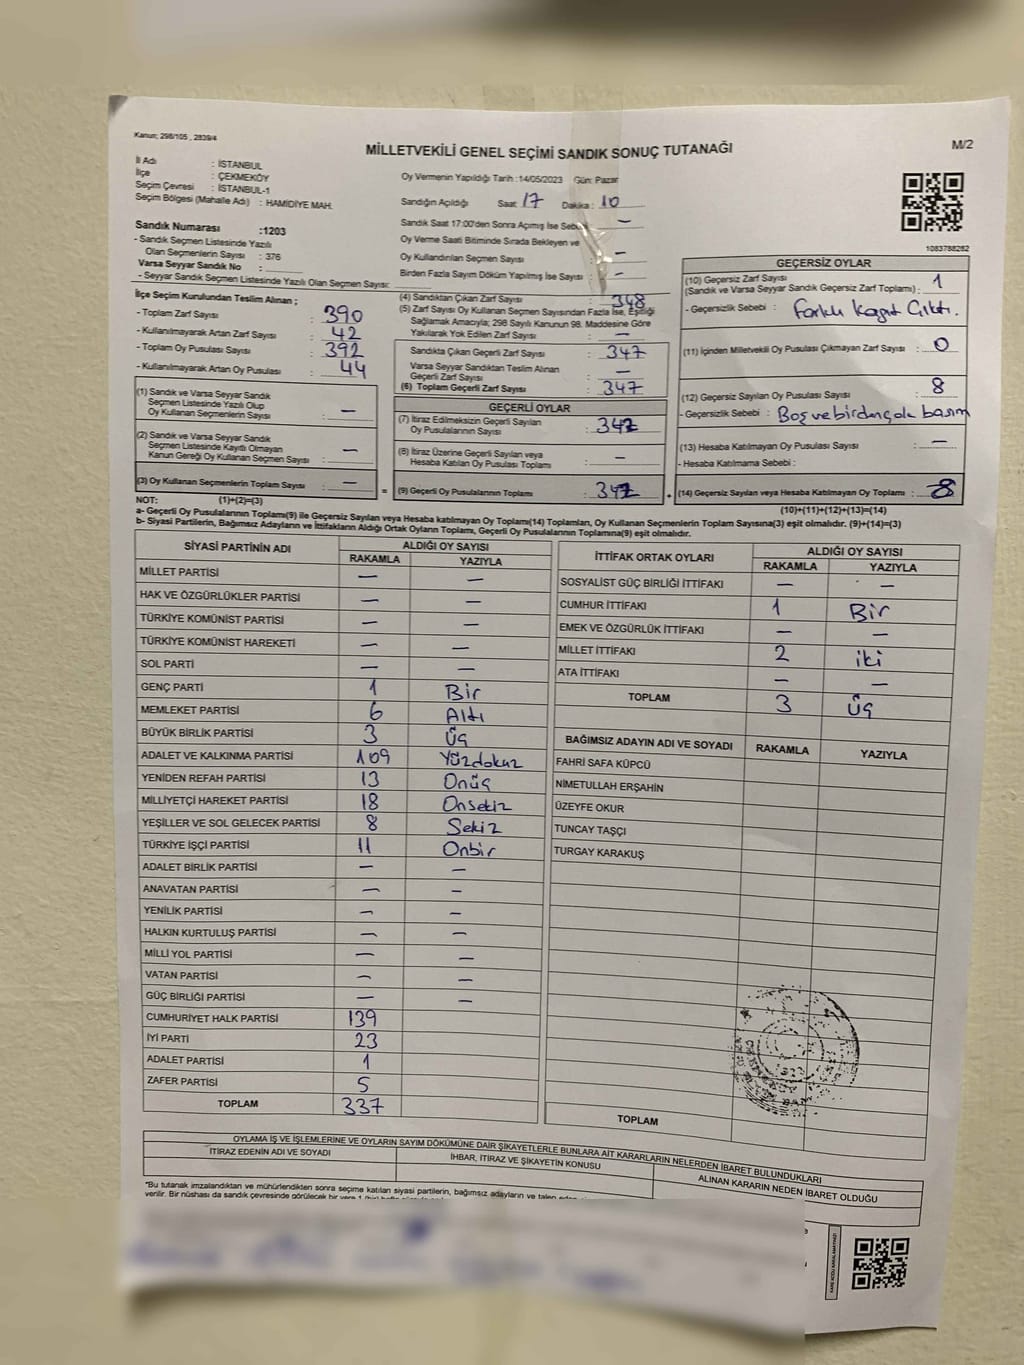 Kanun; 298/105 , 2839/4
MİLLETVEKİLİ GENEL SEÇİMİ SANDIK SONUÇ TUTANAĞI
M/2
İl Adı : İSTANBUL
İlçe : ÇEKMEKÖY
Seçim Çevresi : İSTANBUL-1
Seçim Bölgesi (Mahalle Adı) : HAMİDİYE MAH.
Sandık Numarası :1203
- Sandık Seçmen Listesinde Yazılı
Olan Seçmenlerin Sayısı : 376
Varsa Seyyar Sandık No :
- Seyyar Sandık Seçmen Listesinde Yazılı Olan Seçmen Sayısı:
Oy Vermenin Yapıldığı Tarih :14/05/2023 Gün: Pazar
Sandığın Açıldığı Saat: 17 Dakika : 10
Sandık Saat 17:00'den Sonra Açımış İse —
Oy Verme Saati Bitiminde Sırada Bekleyen ve
Oy Kullandırılan Seçmen Sayısı : —
Birden Fazla Sayım Döküm Yapılmış İse Sayısı : —
1083788282
İlçe Seçim Kurulundan Teslim Alınan ;
- Toplam Zarf Sayısı : 390
- Kullanılmayarak Artan Zarf Sayısı : 42
- Toplam Oy Pusulası Sayısı : 392
- Kullanılmayarak Artan Oy Pusulası : 44
(1) Sandık ve Varsa Seyyar Sandık
Seçmen Listesinde Yazılı Olup
Oy Kullanan Seçmenlerin Sayısı : —
(2) Sandık ve Varsa Seyyar Sandık
Seçmen Listesinde Kayıtlı Olmayan
Kanun Gereği Oy Kullanan Seçmen Sayısı : —
(3) Oy Kullanan Seçmenlerin Toplam Sayısı : —
(4) Sandıktan Çıkan Zarf Sayısı : 348
(5) Zarf Sayısı Oy Kullanan Seçmen Sayısından Fazla İse, Eşitliği
Sağlamak Amacıyla; 298 Sayılı Kanunun 98. Maddesine Göre
Yakılarak Yok Edilen Zarf Sayısı : —
Sandıkta Çıkan Geçerli Zarf Sayısı : 347
Varsa Seyyar Sandıktan Teslim Alınan
Geçerli Zarf Sayısı : —
(6) Toplam Geçerli Zarf Sayısı : 347
GEÇERLİ OYLAR
(7) İtiraz Edilmeksizin Geçerli Sayılan
Oy Pusulalarının Sayısı :
(8) İtiraz Üzerine Geçerli Sayılan veya
Hesaba Katılan Oy Pusulası Toplamı : —
= (9) Geçerli Oy Pusulalarının Toplamı :
GEÇERSİZ OYLAR
(10) Geçersiz Zarf Sayısı
(Sandık ve Varsa Seyyar Sandık Geçersiz Zarf Toplamı) : 1
- Geçersizlik Sebebi : Farklı Kagıt Çıktı.
(11) İçinden Milletvekili Oy Pusulası Çıkmayan Zarf Sayısı : 0
(12) Geçersiz Sayılan Oy Pusulası Sayısı : 8
- Geçersizlik Sebebi : Boş ve birden çok basım
(13) Hesaba Katılmayan Oy Pusulası Sayısı : —
- Hesaba Katılmama Sebebi :
+ (14) Geçersiz Sayılan veya Hesaba Katılmayan Oy Toplamı : 8
NOT: (1)+(2)=(3)
(10)+(11)+(12)+(13)=(14)
a- Geçerli Oy Pusulalarının Toplamı(9) ile Geçersiz Sayılan veya Hesaba katılmayan Oy Toplamı(14) Toplamları, Oy Kullanan Seçmenlerin Toplam Sayısına(3) eşit olmalıdır. (9)+(14)=(3)
b- Siyasi Partilerin, Bağımsız Adayların ve İttifakların Aldığı Ortak Oyların Toplamı, Geçerli Oy Pusulalarının Toplamına(9) eşit olmalıdır.
SİYASİ PARTİNİN ADI ALDIĞI OY SAYISI
RAKAMLA YAZIYLA
MİLLET PARTİSİ — —
HAK VE ÖZGÜRLÜKLER PARTİSİ — —
TÜRKİYE KOMÜNİST PARTİSİ — —
TÜRKİYE KOMÜNİST HAREKETİ — —
SOL PARTİ — —
GENÇ PARTİ 1 Bir
MEMLEKET PARTİSİ 6 Altı
BÜYÜK BİRLİK PARTİSİ 3 Üç
ADALET VE KALKINMA PARTİSİ 109 Yüzdokuz
YENİDEN REFAH PARTİSİ 13 Onüç
MİLLİYETÇİ HAREKET PARTİSİ 18 Onsekiz
YEŞİLLER VE SOL GELECEK PARTİSİ 8 Sekiz
TÜRKİYE İŞÇİ PARTİSİ 11 Onbir
ADALET BİRLİK PARTİSİ — —
ANAVATAN PARTİSİ — —
YENİLİK PARTİSİ — —
HALKIN KURTULUŞ PARTİSİ — —
MİLLİ YOL PARTİSİ — —
VATAN PARTİSİ — —
GÜÇ BİRLİĞİ PARTİSİ — —
CUMHURİYET HALK PARTİSİ 139
İYİ PARTİ 23
ADALET PARTİSİ 1
ZAFER PARTİSİ 5
TOPLAM 337
İTTİFAK ORTAK OYLARI ALDIĞI OY SAYISI
RAKAMLA YAZIYLA
SOSYALİST GÜÇ BİRLİĞİ İTTİFAKI — —
CUMHUR İTTİFAKI 1 Bir
EMEK VE ÖZGÜRLÜK İTTİFAKI — —
MİLLET İTTİFAKI 2 iki
ATA İTTİFAKI — —
TOPLAM 3 Üç
BAĞIMSIZ ADAYIN ADI VE SOYADI RAKAMLA YAZIYLA
FAHRİ SAFA KÜPCÜ
NİMETULLAH ERŞAHİN
ÜZEYFE OKUR
TUNCAY TAŞÇI
TURGAY KARAKUŞ
TOPLAM
OYLAMA İŞ VE İŞLEMLERİNE VE OYLARIN SAYIM DÖKÜMÜNE DAİR ŞİKAYETLERLE BUNLARA AİT KARARLARIN NELERDEN İBARET BULUNDUKLARI
İTİRAZ EDENİN ADI VE SOYADI
İHBAR, İTİRAZ VE ŞİKAYETİN KONUSU
ALINAN KARARIN NEDEN İBARET OLDUĞU
*Bu tutanak imzalandıktan ve mühürlendikten sonra seçime katılan siyasi partilerin, bağımsız adayların ve talep eden
verilir. Bir nüshası da sandık çevresinde görülecek bir yere